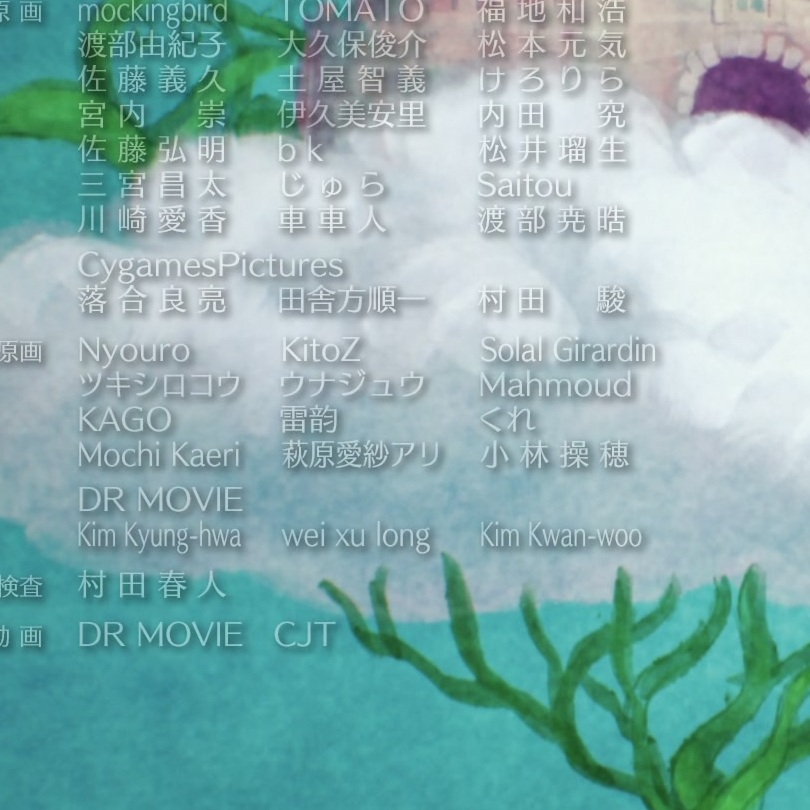 原画 mockingbird TOMATO 福地和浩
渡部由紀子 大久保俊介 松本元気
佐藤義久 土屋智義 けろりら
宮内 崇 伊久美安里 内田 究
佐藤弘明 bk 松井瑠生
三宮昌太 じゅら Saitou
川崎愛香 車車人 渡部尭晧
CygamesPictures
落合良亮 田舎方順一 村田 駿
原画 Nyouro KitoZ Solal Girardin
ツキシロコウ ウナジュウ Mahmoud
KAGO 雷韵 くれ
Mochi Kaeri 萩原愛紗アリ 小林操穂
DR MOVIE
Kim Kyung-hwa wei xu long Kim Kwan-woo
検査 村田春人
動画 DR MOVIE CJT